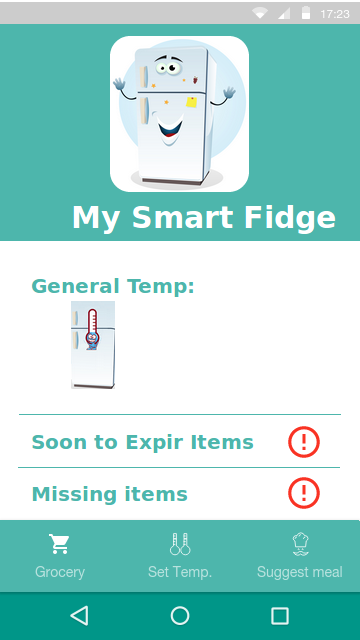 17:23
My Smart Fidge
General Temp:
Soon to Expir Items
Missing items
Grocery
Set Temp.
Suggest meal